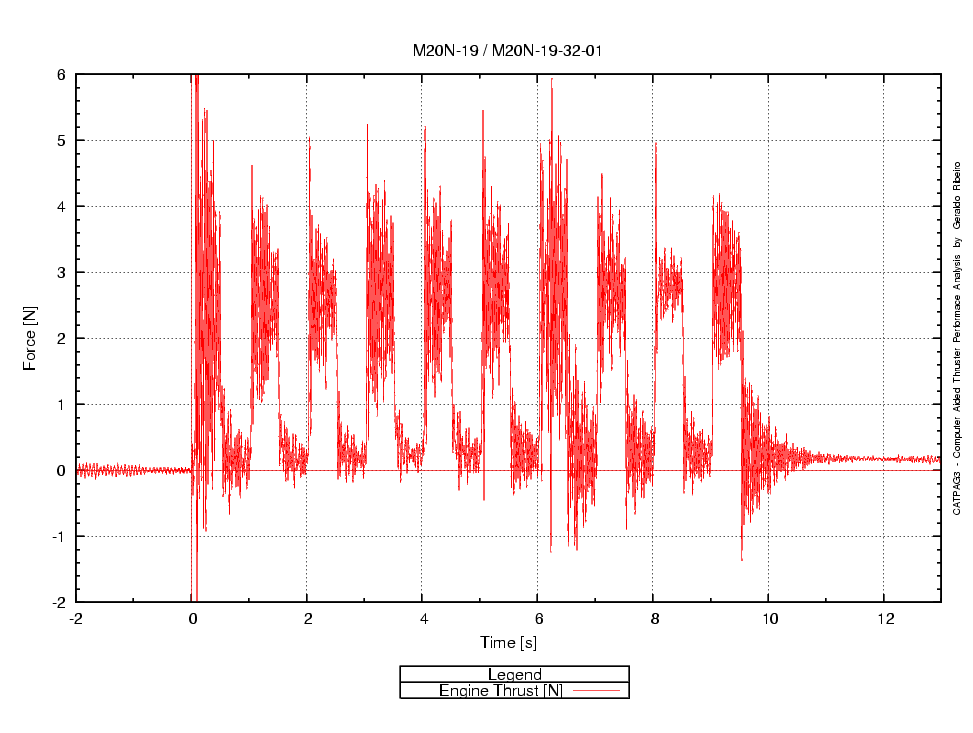 M20N-19 / M20N-19-32-01
6
5
4
3
2
1
0
-1
-2
Force [N]
-2 0 2 4 6 8 10 12
Time [s]
Legend
Engine Thrust [N]
CATPAG3 - Computer Aided Thruster Performace Analysis by Geraldo Ribeiro